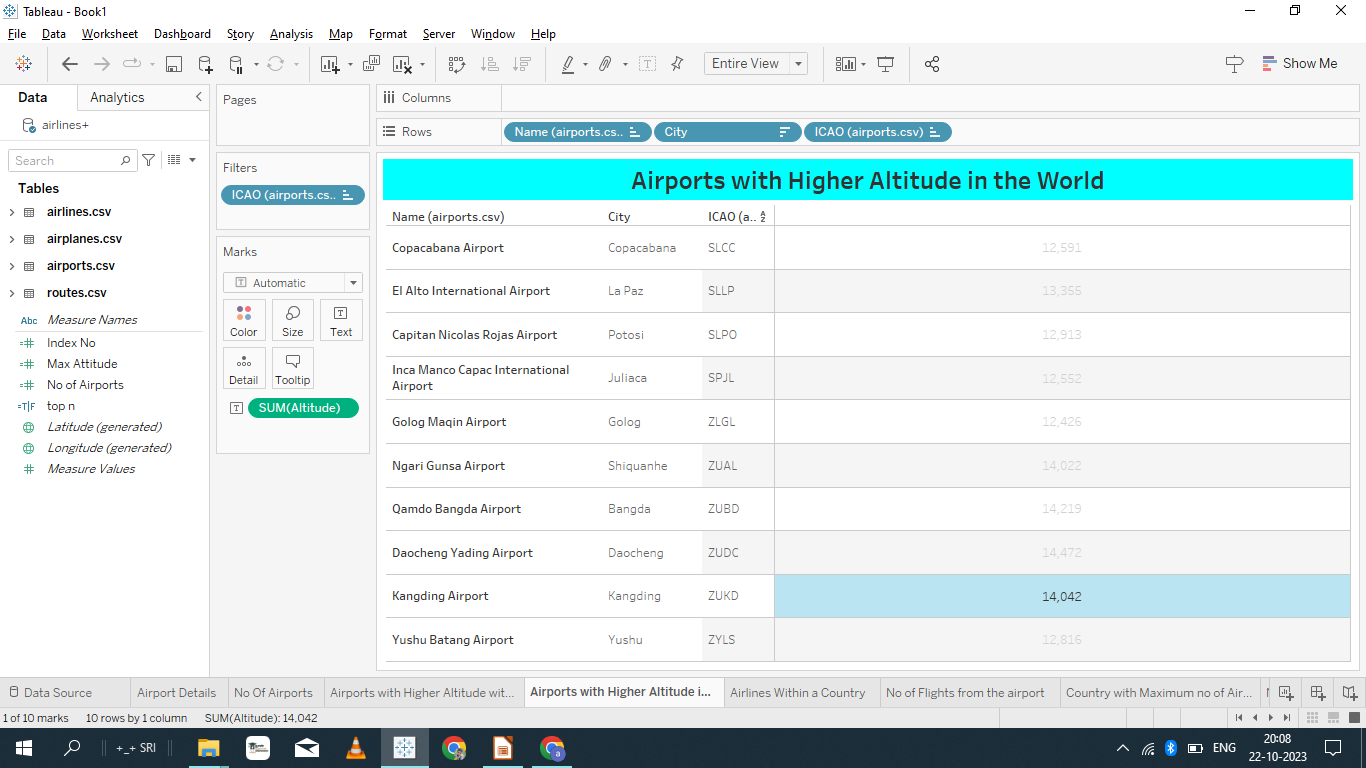 Tableau - Book1
File Data Worksheet Dashboard Story Analysis Map Format Server Window Help
Entire View
Show Me
Data Analytics
Pages
Columns
airlines+
Rows Name (airports.cs.. City ICAO (airports.csv)
Search
Filters
Airports with Higher Altitude in the World
Tables
ICAO (airports.cs..
airlines.csv
airplanes.csv
airports.csv
routes.csv
Abc Measure Names
Index No
Max Attitude
No of Airports
T|F top n
Latitude (generated)
Longitude (generated)
Measure Values
Marks
Automatic
Color Size Text
Detail Tooltip
SUM(Altitude)
Name (airports.csv) City ICAO (a..
Copacabana Airport Copacabana SLCC 12,591
El Alto International Airport La Paz SLLP 13,355
Capitan Nicolas Rojas Airport Potosi SLPO 12,913
Inca Manco Capac International
Airport Juliaca SPJL 12,552
Golog Maqin Airport Golog ZLGL 12,426
Ngari Gunsa Airport Shiquanhe ZUAL 14,022
Qamdo Bangda Airport Bangda ZUBD 14,219
Daocheng Yading Airport Daocheng ZUDC 14,472
Kangding Airport Kangding ZUKD 14,042
Yushu Batang Airport Yushu ZYLS 12,816
Data Source Airport Details No Of Airports Airports with Higher Altitude wit... Airports with Higher Altitude i... Airlines Within a Country No of Flights from the airport Country with Maximum no of Air...
1 of 10 marks 10 rows by 1 column SUM(Altitude): 14,042
+_+ SRI
ENG
20:08
22-10-2023